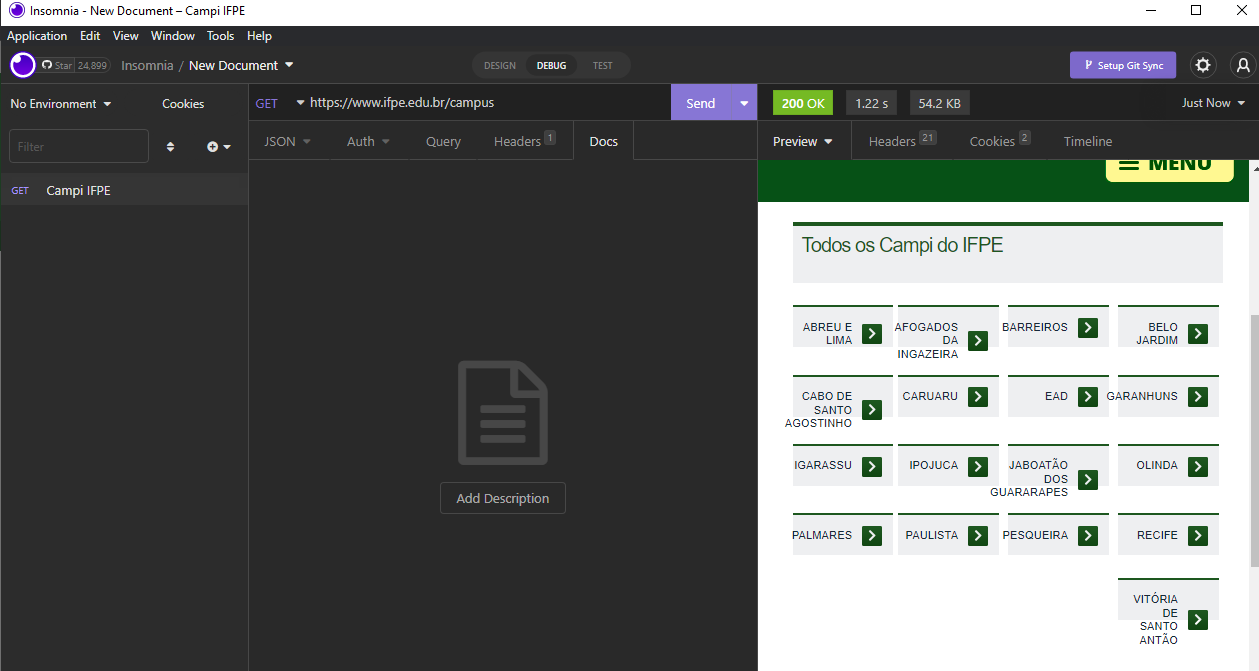 Insomnia - New Document – Campi IFPE
Application Edit View Window Tools Help
Star 24,899 Insomnia / New Document DESIGN DEBUG TEST Setup Git Sync
No Environment Cookies GET https://www.ifpe.edu.br/campus Send 200 OK 1.22 s 54.2 KB Just Now
Filter
JSON Auth Query Headers 1 Docs Preview Headers 21 Cookies 2 Timeline
GET Campi IFPE
Add Description
MENU
Todos os Campi do IFPE
ABREU E
LIMA
AFOGADOS
DA
INGAZEIRA
BARREIROS
BELO
JARDIM
CABO DE
SANTO
AGOSTINHO
CARUARU
EAD
GARANHUNS
IGARASSU
IPOJUCA
JABOATÃO
DOS
GUARARAPES
OLINDA
PALMARES
PAULISTA
PESQUEIRA
RECIFE
VITÓRIA
DE
SANTO
ANTÃO